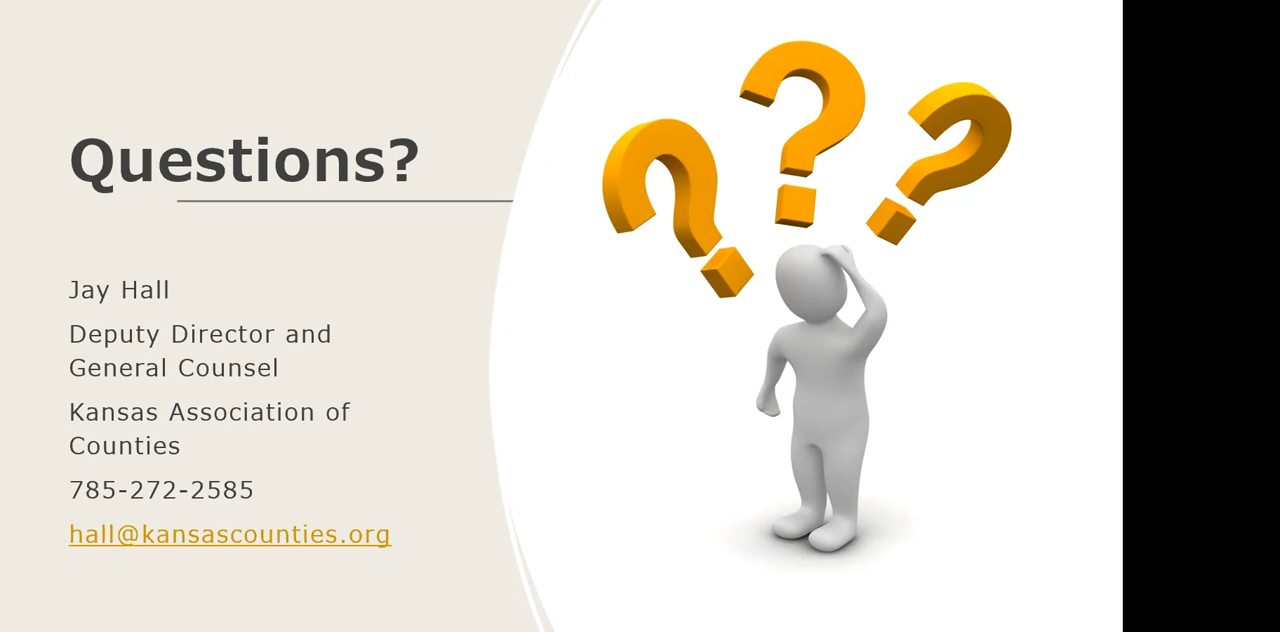 Questions?
Jay Hall
Deputy Director and
General Counsel
Kansas Association of
Counties
785-272-2585
hall@kansascounties.org